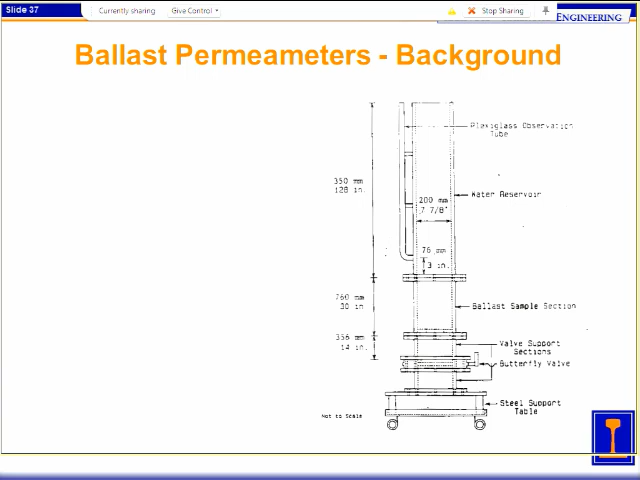 Slide 37
Currently sharing
Give Control
Stop Sharing
ENGINEERING
Ballast Permeameters - Background
Plexiglass Observation
Tube
350 mm
128 in.
Water Reservoir
200 mm
7 7/8"
76 mm
3 in.
760 mm
30 in
Ballast Sample Section
356 mm
14 in.
Valve Support
Sections
Butterfly Valve
Steel Support
Table
Not to Scale